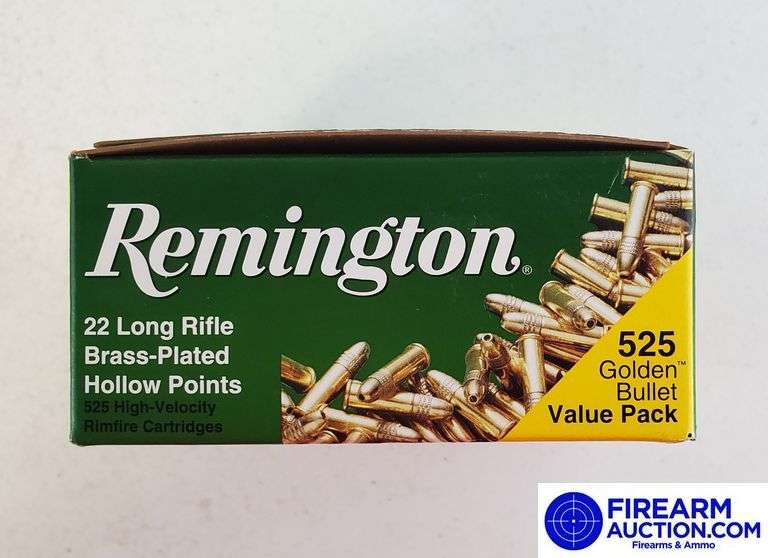 Remington®
22 Long Rifle
Brass-Plated
Hollow Points
525 High-Velocity
Rimfire Cartridges
525
Golden™
Bullet
Value Pack
FIREARM
AUCTION.COM
Firearms & Ammo